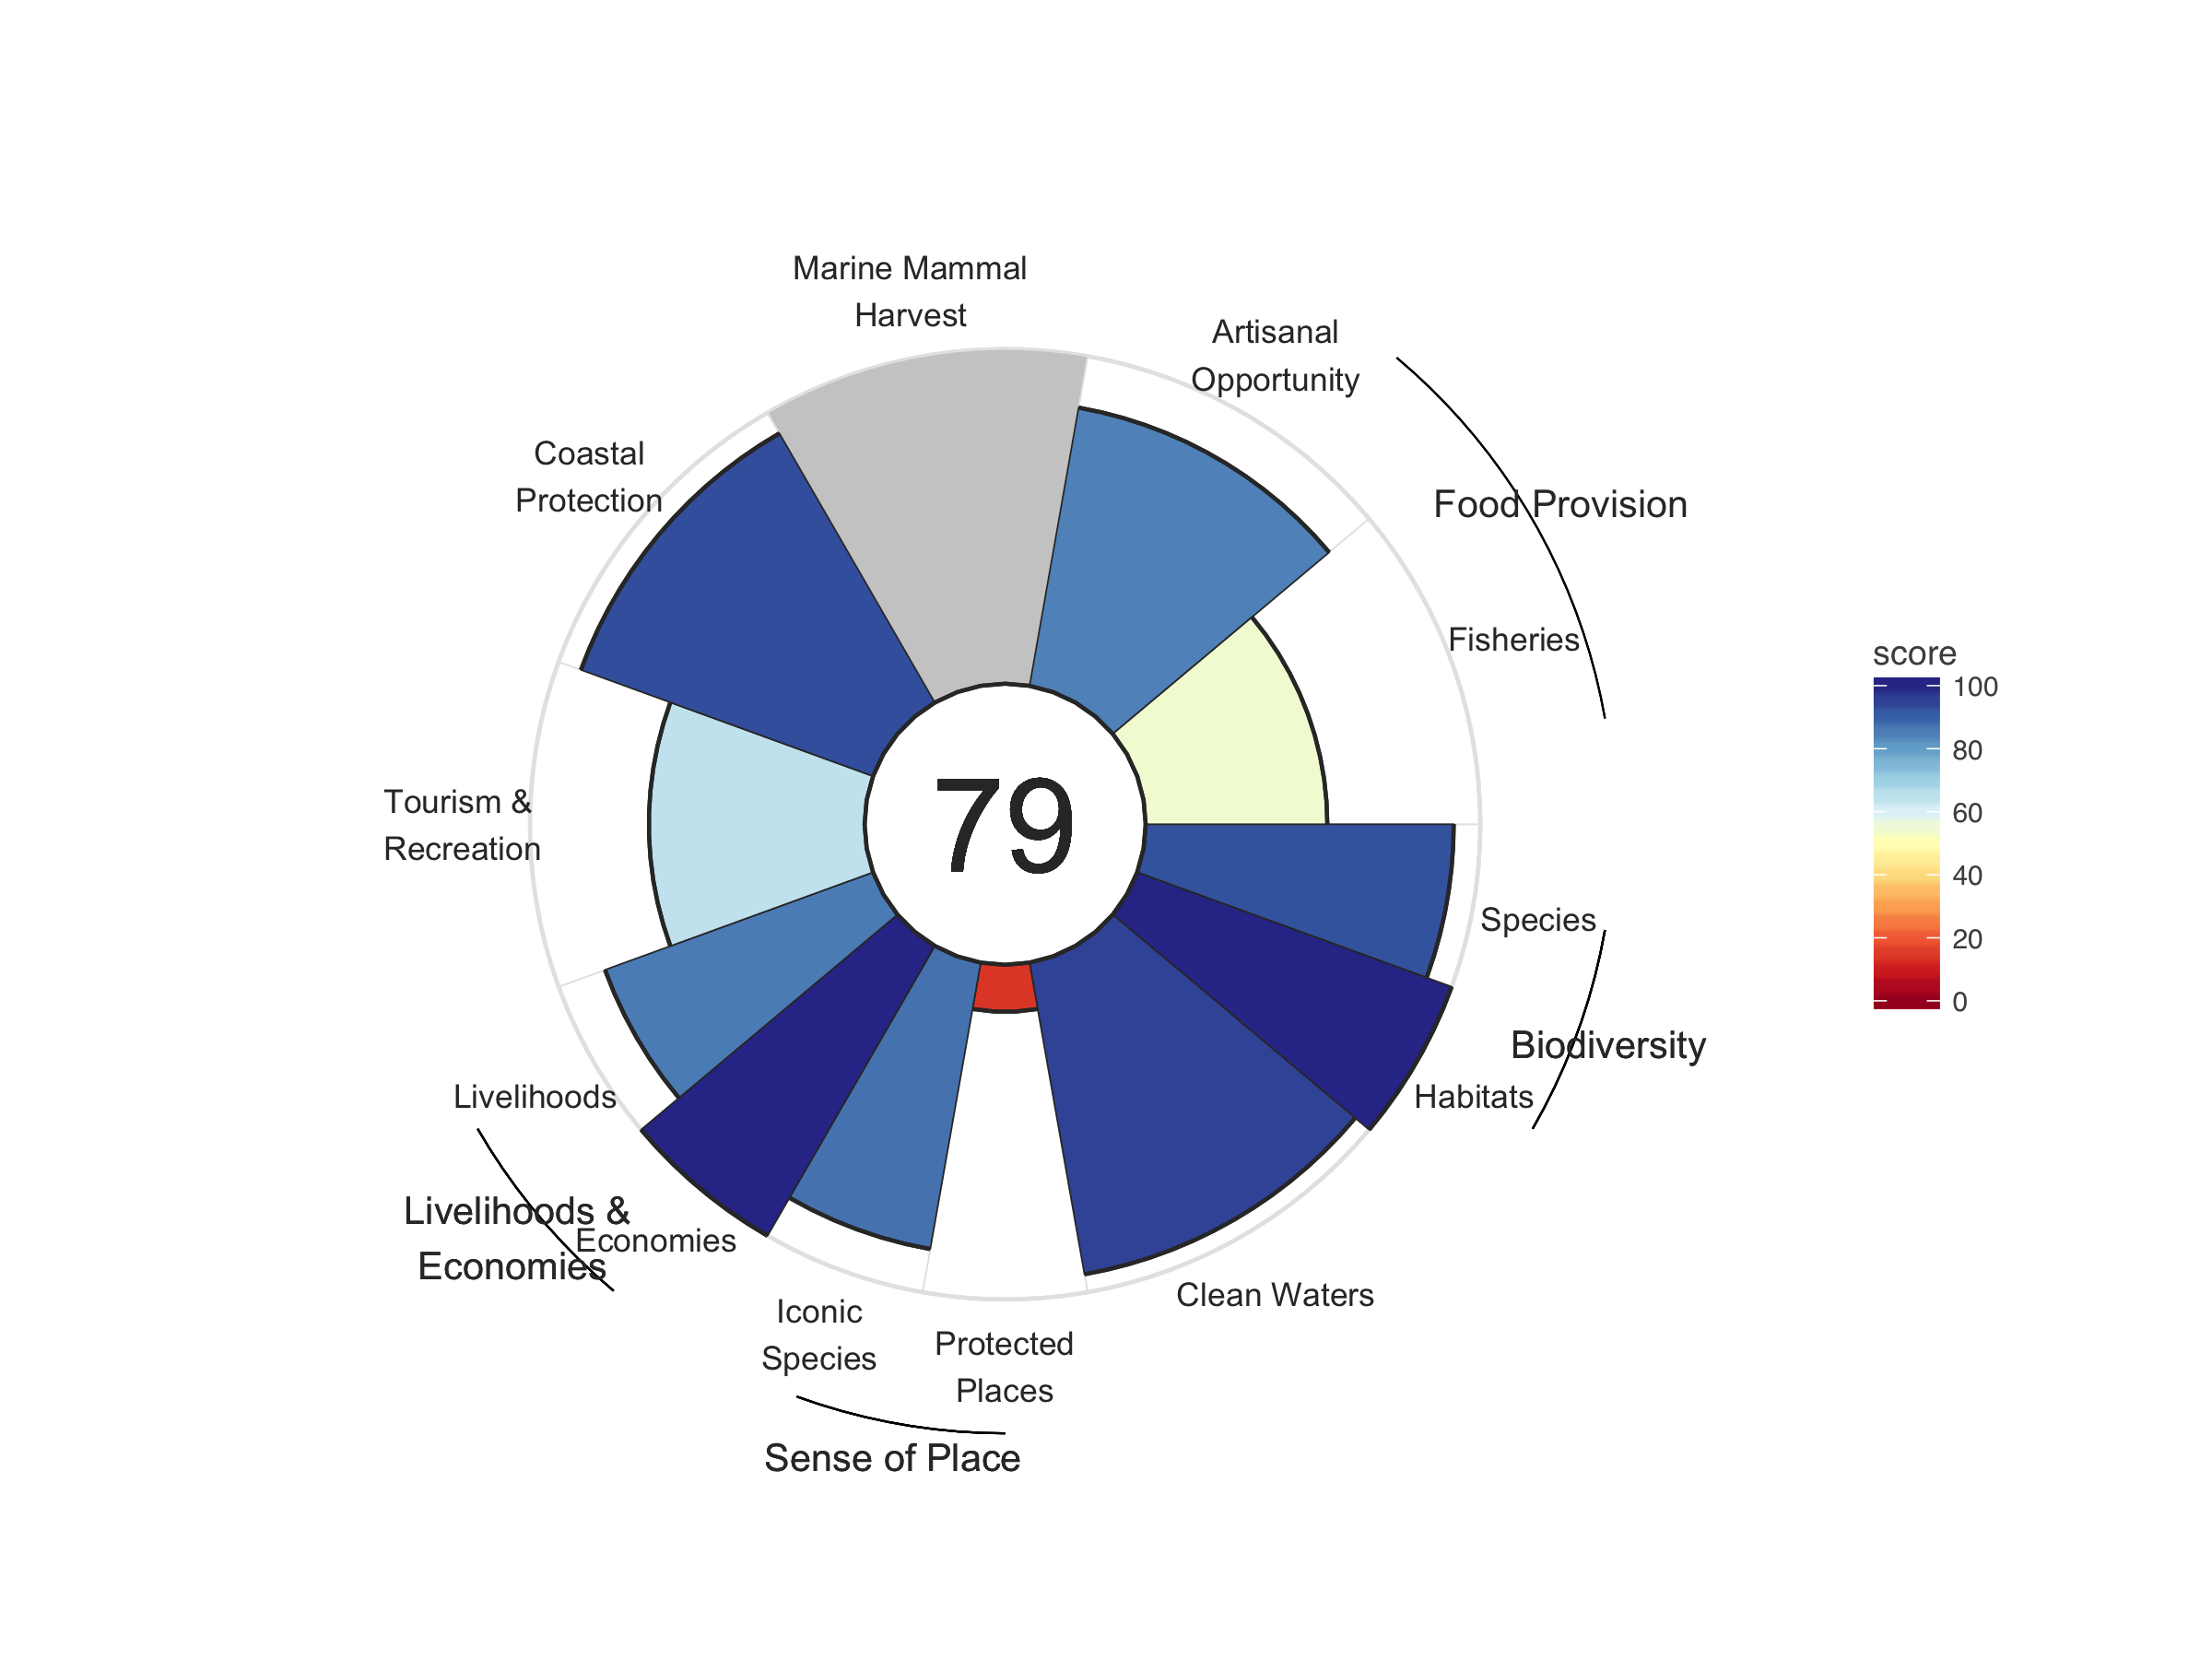 Marine Mammal
Harvest
Artisanal
Opportunity
Coastal
Protection
Food Provision
Fisheries
score
100
80
60
40
20
0
Tourism &
Recreation
79
Species
Biodiversity
Habitats
Livelihoods
Livelihoods &
Economies
Economies
Clean Waters
Iconic
Species
Protected
Places
Sense of Place